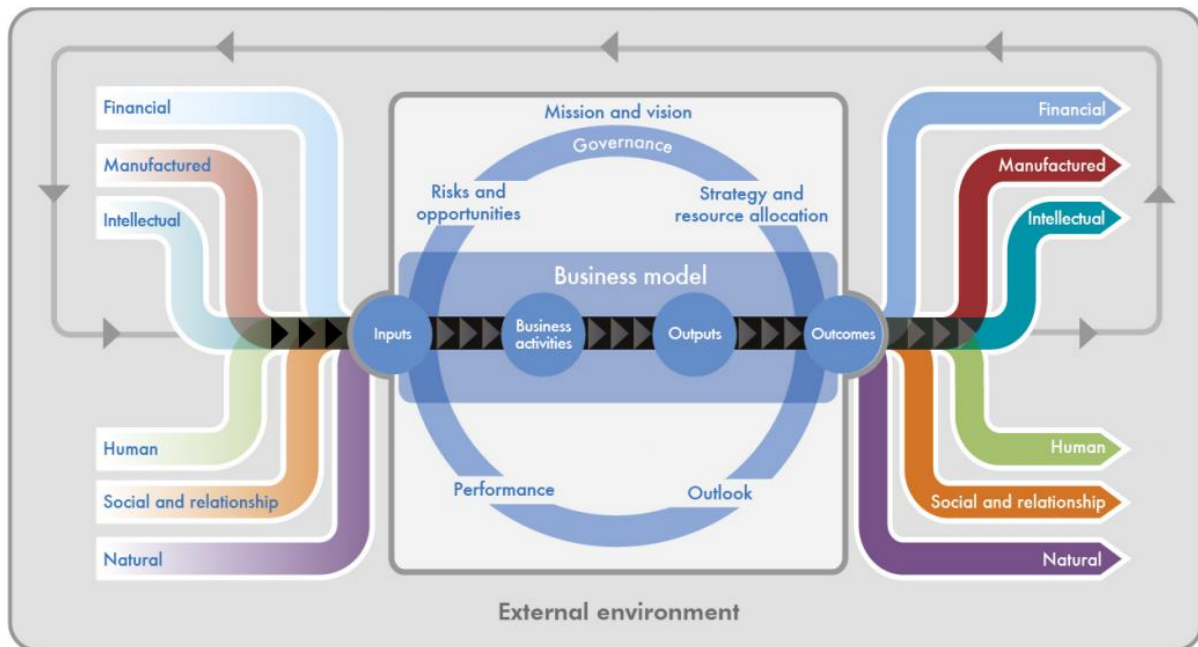 Financial
Manufactured
Intellectual
Human
Social and relationship
Natural
Mission and vision
Governance
Risks and
opportunities
Strategy and
resource allocation
Business model
Inputs
Business
activities
Outputs
Outcomes
Performance
Outlook
Financial
Manufactured
Intellectual
Human
Social and relationship
Natural
External environment